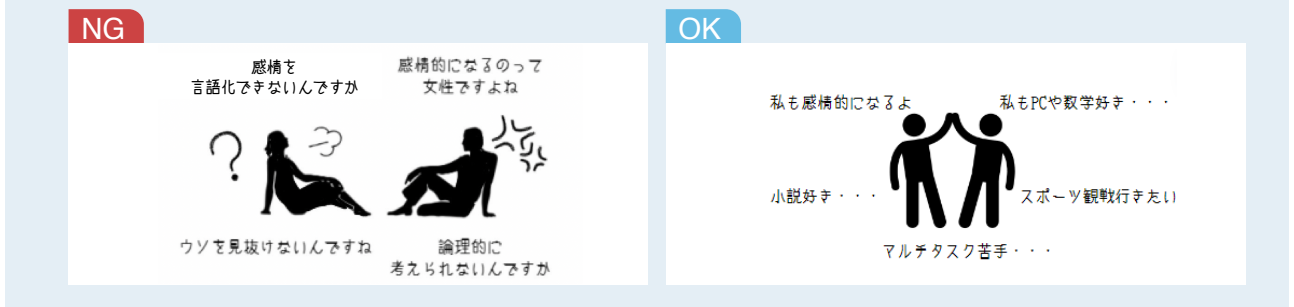 NG
感情を
言語化できないんですか
感情的になるのって
女性ですよね
ウソを見抜けないんですね
論理的に
考えられないんですか
OK
私も感情的になるよ
私もPCや数学好き・・・
小説好き・・・
スポーツ観戦行きたい
マルチタスク苦手・・・